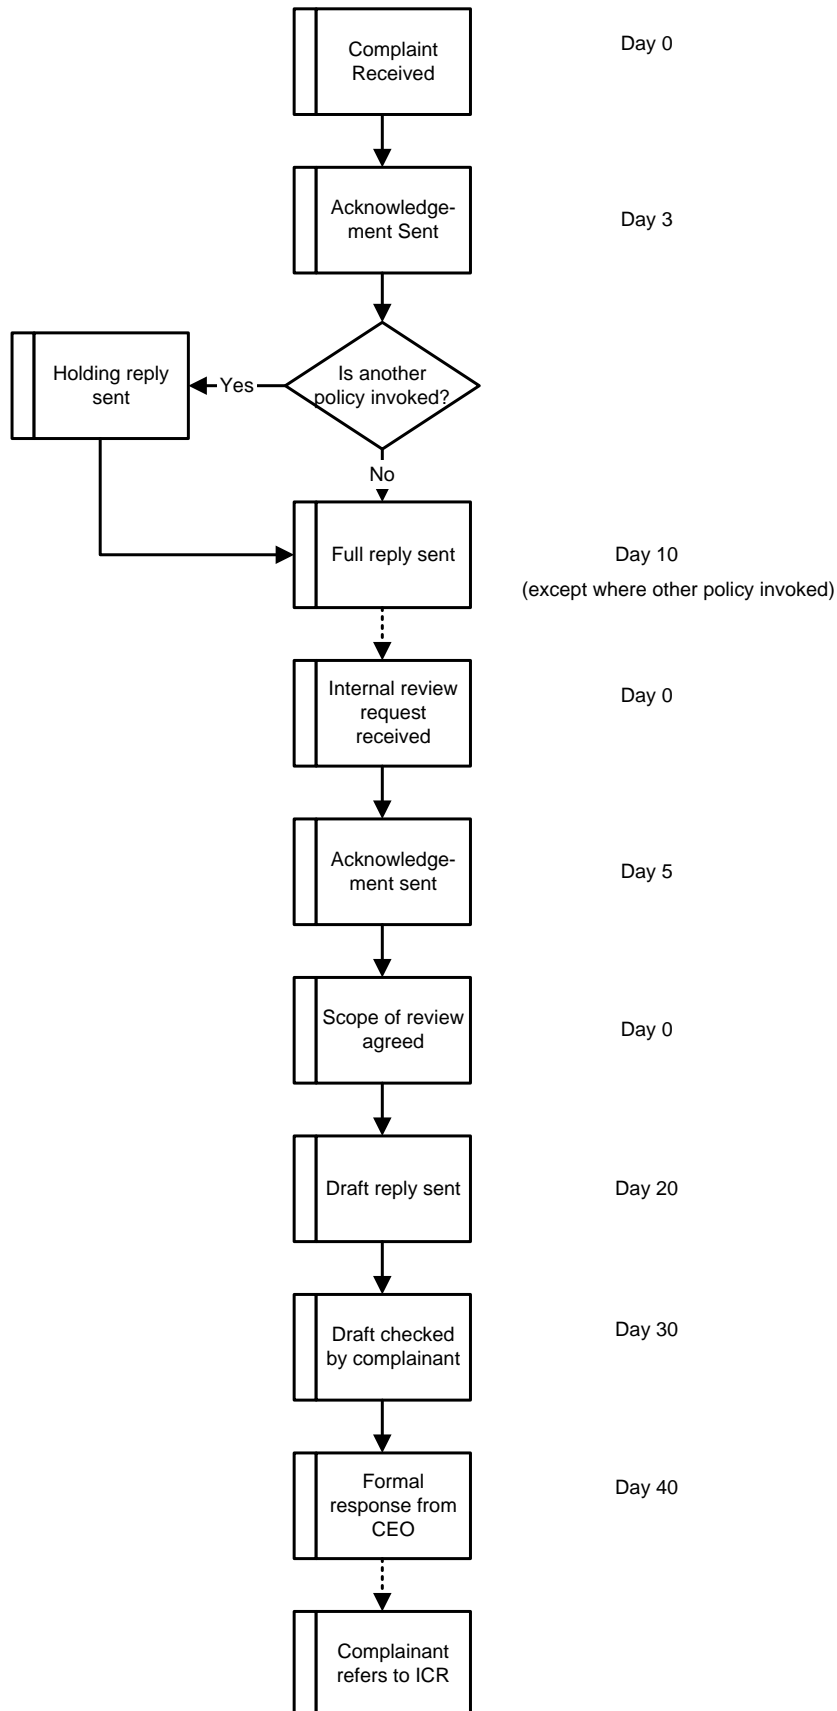 Complaint
Received
Day 0
Acknowledge-
ment Sent
Day 3
Is another
policy invoked?
Yes
Holding reply
sent
No
Full reply sent
Day 10
(except where other policy invoked)
Internal review
request
received
Day 0
Acknowledge-
ment sent
Day 5
Scope of review
agreed
Day 0
Draft reply sent
Day 20
Draft checked
by complainant
Day 30
Formal
response from
CEO
Day 40
Complainant
refers to ICR